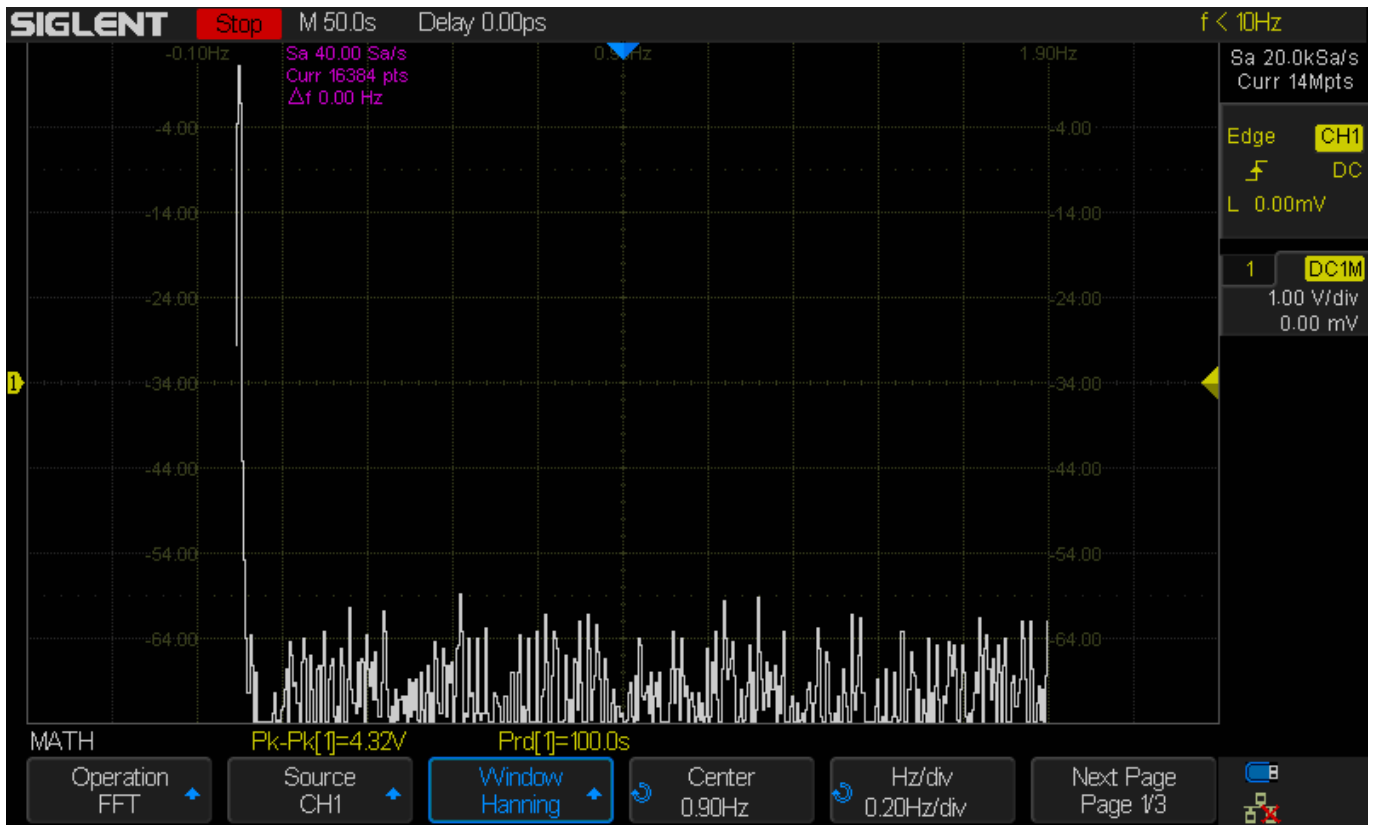 SIGLENT Stop M 50.0s Delay 0.00ps f < 10Hz
-0.10Hz Sa 40.00 Sa/s 1.90Hz Sa 20.0kSa/s
Curr 16384 pts Curr 14Mpts
Δf 0.00 Hz
-4.00 -4.00 Edge CH1
DC
-14.00 -14.00 L 0.00mV
1 DC1M
-24.00 -24.00 1.00 V/div
0.00 mV
1 -34.00 -34.00
-44.00 -44.00
-54.00 -54.00
-64.00 -64.00
MATH Pk-Pk[1]=4.32V Prd[1]=100.0s
Operation Source Window Center Hz/div Next Page
FFT CH1 Hanning 0.90Hz 0.20Hz/div Page 1/3